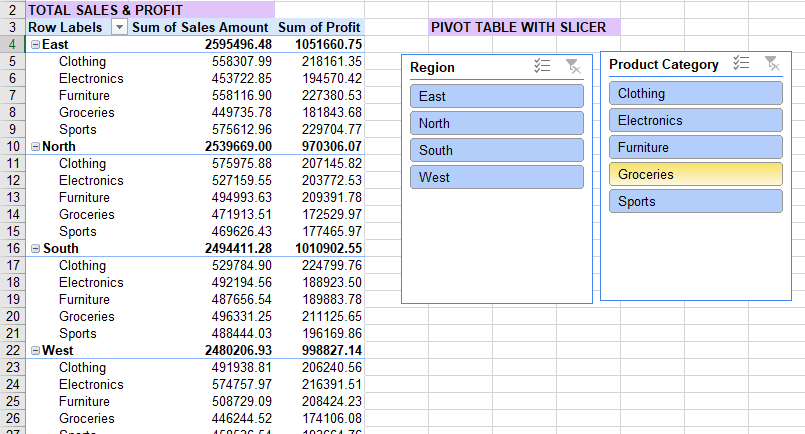 2 TOTAL SALES & PROFIT
3 Row Labels Sum of Sales Amount Sum of Profit PIVOT TABLE WITH SLICER
4 East 2595496.48 1051660.75
5 Clothing 558307.99 218161.35
6 Electronics 453722.85 194570.42
7 Furniture 558116.90 227380.53
8 Groceries 449735.78 181843.68
9 Sports 575612.96 229704.77
10 North 2539669.00 970306.07
11 Clothing 575975.88 207145.82
12 Electronics 527159.55 203772.53
13 Furniture 494993.63 209391.78
14 Groceries 471913.51 172529.97
15 Sports 469626.43 177465.97
16 South 2494411.28 1010902.55
17 Clothing 529784.90 224799.76
18 Electronics 492194.56 188923.50
19 Furniture 487656.54 189883.78
20 Groceries 496331.25 211125.65
21 Sports 488444.03 196169.86
22 West 2480206.93 998827.14
23 Clothing 491938.81 206240.56
24 Electronics 574757.97 216391.51
25 Furniture 508729.09 208424.23
26 Groceries 446244.52 174106.08
Region
East
North
South
West
Product Category
Clothing
Electronics
Furniture
Groceries
Sports